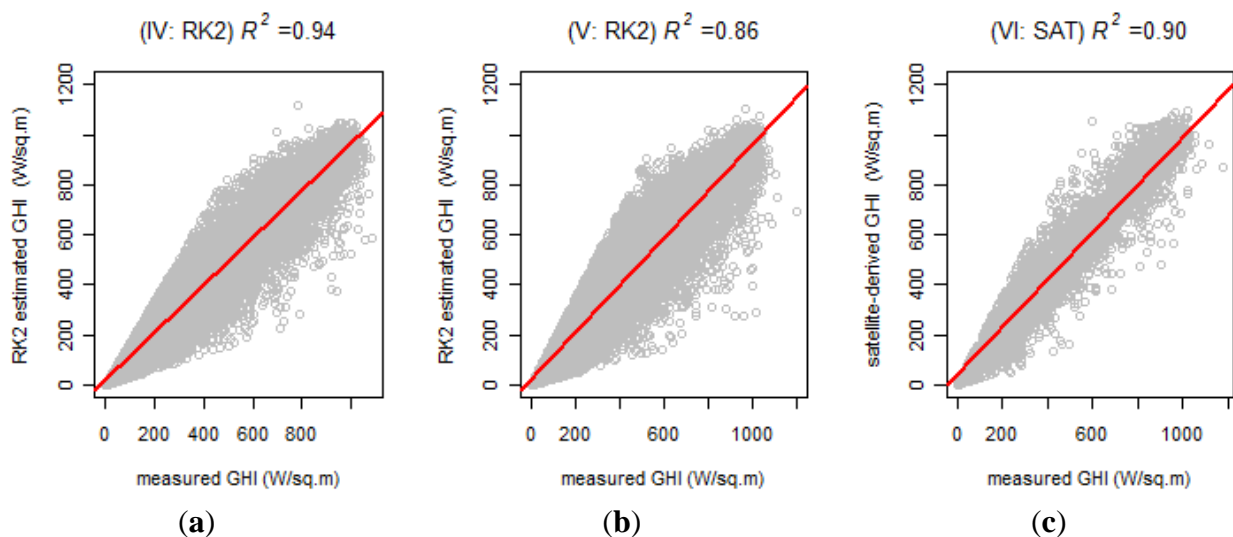 (IV: RK2) R² =0.94
RK2 estimated GHI (W/sq.m)
1200
800
600
400
200
0
0 200 400 600 800
measured GHI (W/sq.m)
(a)
(V: RK2) R² =0.86
RK2 estimated GHI (W/sq.m)
1200
800
600
400
200
0
0 200 600 1000
measured GHI (W/sq.m)
(b)
(VI: SAT) R² =0.90
satellite-derived GHI (W/sq.m)
1200
800
600
400
200
0
0 200 600 1000
measured GHI (W/sq.m)
(c)